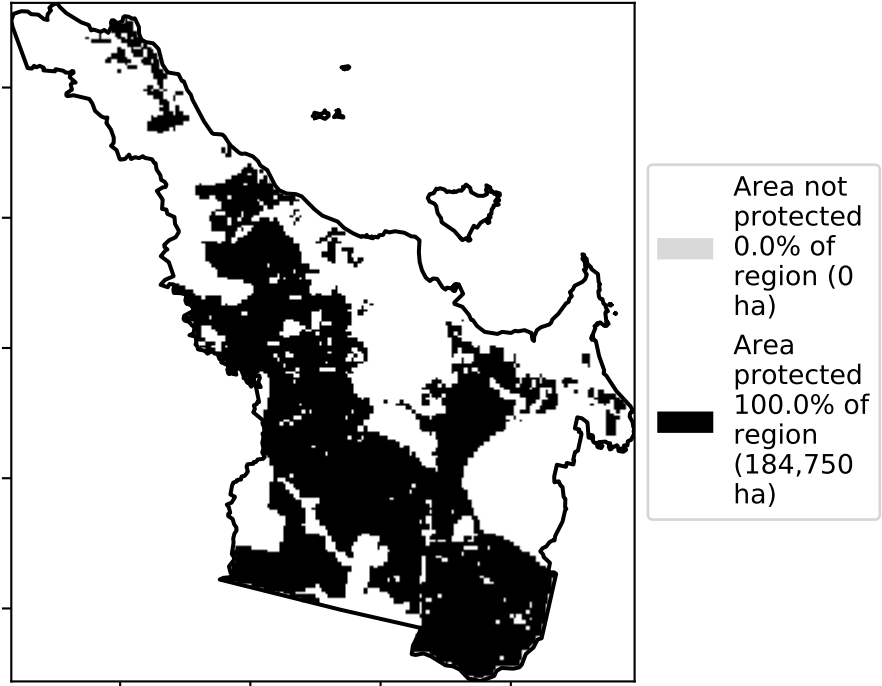 Area not
protected
0.0% of
region (0
ha)
Area
protected
100.0% of
region
(184,750
ha)